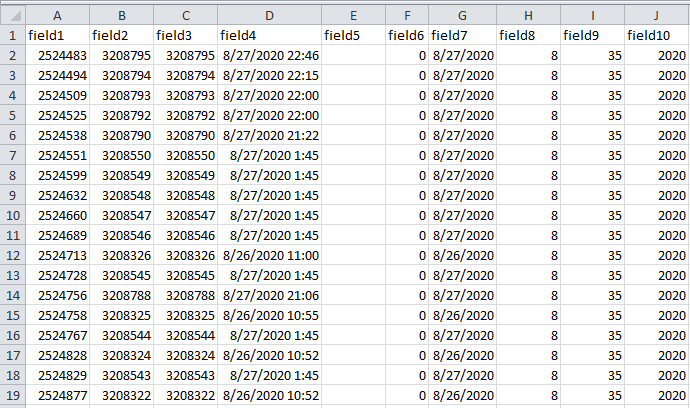 A B C D E F G H I J
1 field1 field2 field3 field4 field5 field6 field7 field8 field9 field10
2 2524483 3208795 3208795 8/27/2020 22:46 0 8/27/2020 8 35 2020
3 2524494 3208794 3208794 8/27/2020 22:15 0 8/27/2020 8 35 2020
4 2524509 3208793 3208793 8/27/2020 22:00 0 8/27/2020 8 35 2020
5 2524525 3208792 3208792 8/27/2020 22:00 0 8/27/2020 8 35 2020
6 2524538 3208790 3208790 8/27/2020 21:22 0 8/27/2020 8 35 2020
7 2524551 3208550 3208550 8/27/2020 1:45 0 8/27/2020 8 35 2020
8 2524599 3208549 3208549 8/27/2020 1:45 0 8/27/2020 8 35 2020
9 2524632 3208548 3208548 8/27/2020 1:45 0 8/27/2020 8 35 2020
10 2524660 3208547 3208547 8/27/2020 1:45 0 8/27/2020 8 35 2020
11 2524689 3208546 3208546 8/27/2020 1:45 0 8/27/2020 8 35 2020
12 2524713 3208326 3208326 8/26/2020 11:00 0 8/26/2020 8 35 2020
13 2524728 3208545 3208545 8/27/2020 1:45 0 8/27/2020 8 35 2020
14 2524756 3208788 3208788 8/27/2020 21:06 0 8/27/2020 8 35 2020
15 2524758 3208325 3208325 8/26/2020 10:55 0 8/26/2020 8 35 2020
16 2524767 3208544 3208544 8/27/2020 1:45 0 8/27/2020 8 35 2020
17 2524828 3208324 3208324 8/26/2020 10:52 0 8/26/2020 8 35 2020
18 2524829 3208543 3208543 8/27/2020 1:45 0 8/27/2020 8 35 2020
19 2524877 3208322 3208322 8/26/2020 10:52 0 8/26/2020 8 35 2020